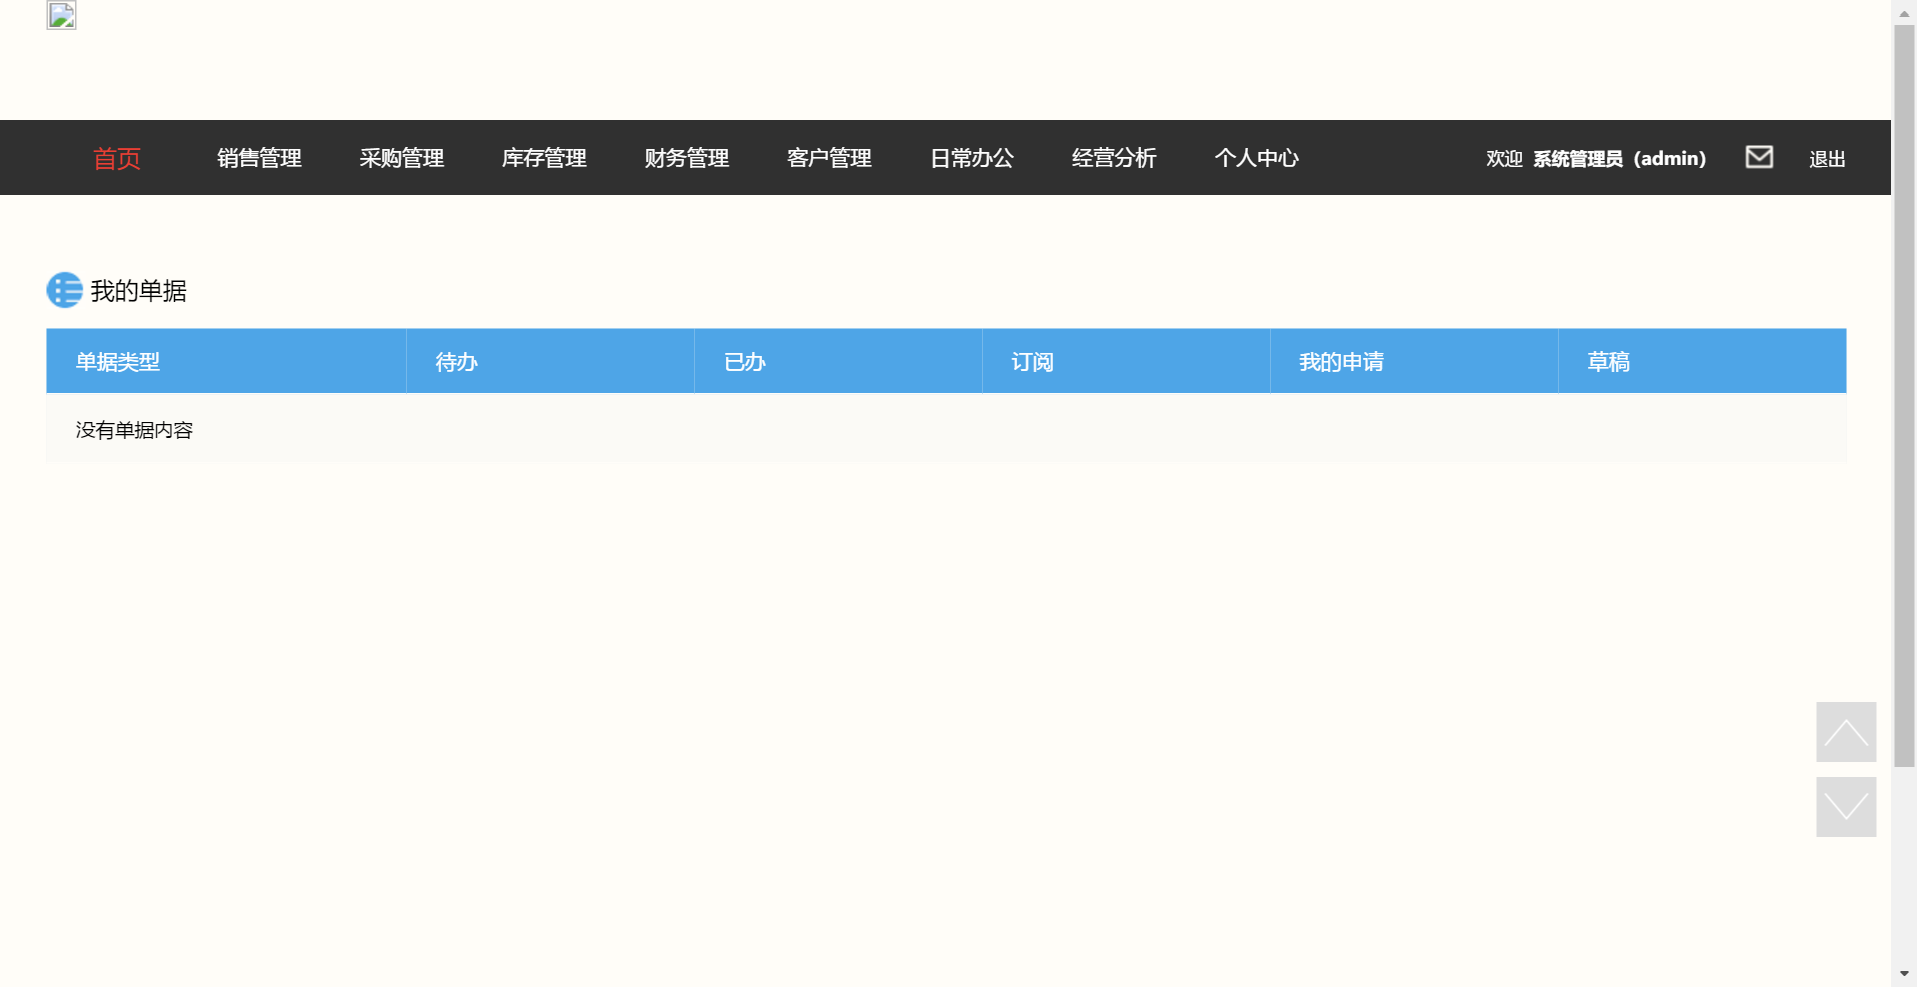 首页 销售管理 采购管理 库存管理 财务管理 客户管理 日常办公 经营分析 个人中心 欢迎 系统管理员（admin） 退出
我的单据
单据类型 待办 已办 订阅 我的申请 草稿
没有单据内容